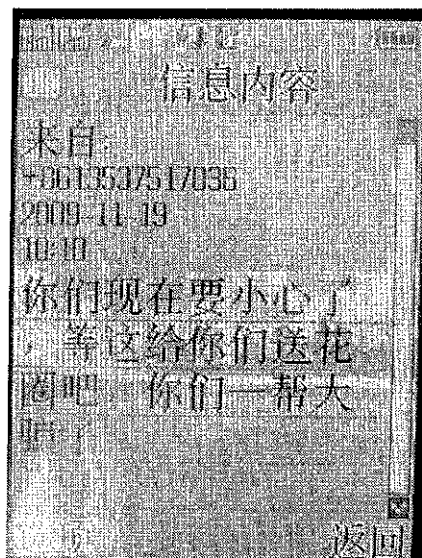 信息内容
来自:
+8613537517036
2009-11-19
10:10
你们现在要小心了
，等这给你们送花
圈吧，你们一帮大
返回